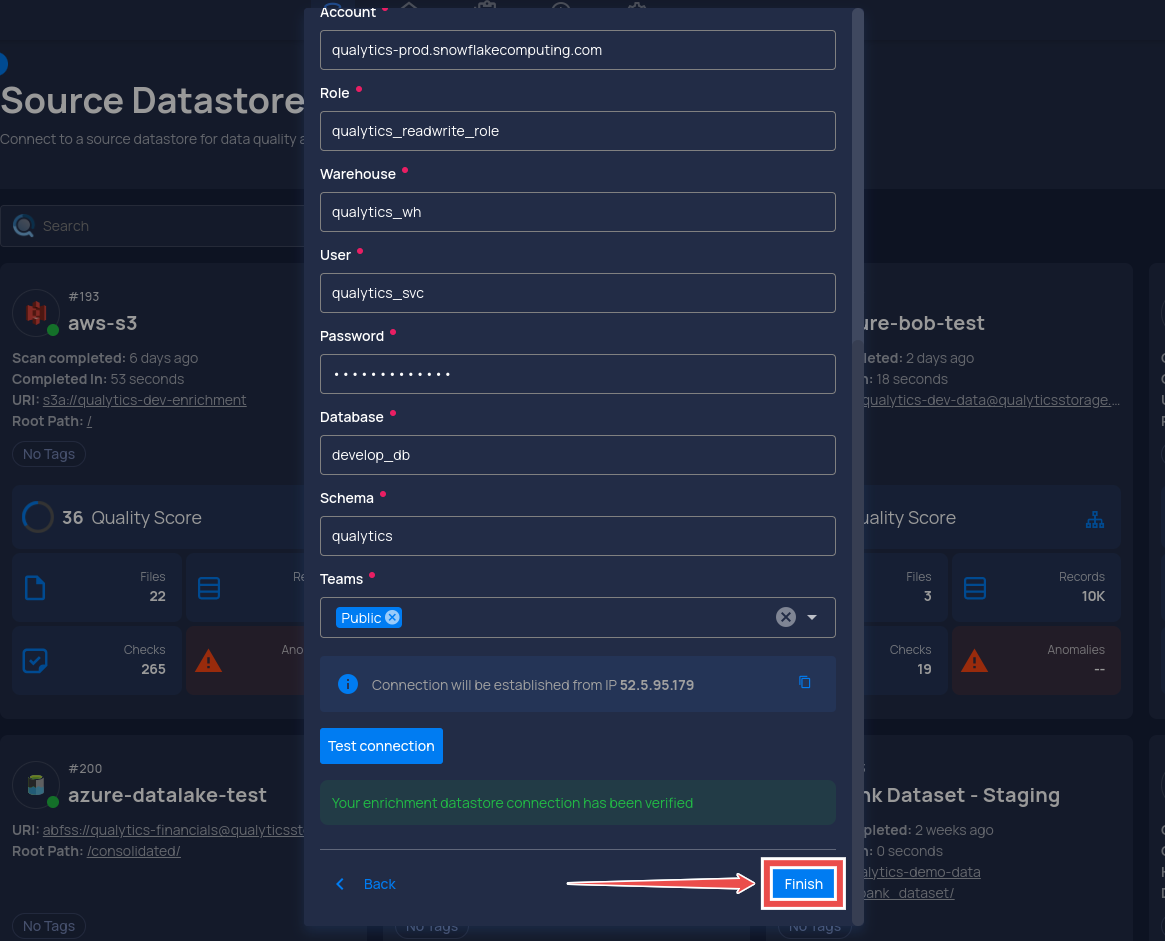 Source Datastore
Connect to a source datastore for data quality a
Search
#193
aws-s3
Scan completed: 6 days ago
Completed In: 53 seconds
URI: s3a://qualytics-dev-enrichment
Root Path: /
No Tags
36 Quality Score
Files
22
Checks
265
#200
azure-datalake-test
URI: abfss://qualytics-financials@qualyticsst
Root Path: /consolidated/
No Tags
Account
qualytics-prod.snowflakecomputing.com
Role
qualytics_readwrite_role
Warehouse
qualytics_wh
User
qualytics_svc
Password
•••••••••••••
Database
develop_db
Schema
qualytics
Teams
Public
Connection will be established from IP 52.5.95.179
Test connection
Your enrichment datastore connection has been verified
Back
Finish
No Tags
ure-bob-test
leted: 2 days ago
n: 18 seconds
qualytics-dev-data@qualyticsstorage.…
uality Score
Files
3
Records
10K
Checks
19
Anomalies
--
nk Dataset - Staging
pleted: 2 weeks ago
n: 0 seconds
alytics-demo-data
bank_dataset/
No Tags